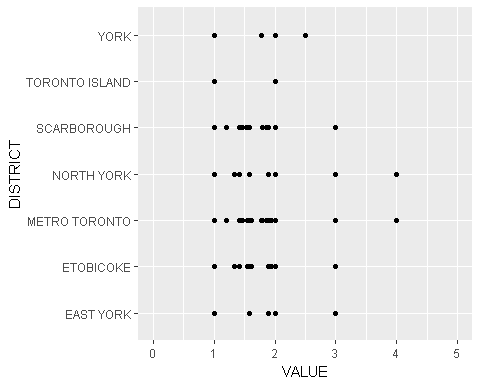 YORK
TORONTO ISLAND
SCARBOROUGH
NORTH YORK
METRO TORONTO
ETOBICOKE
EAST YORK
DISTRICT
0 1 2 3 4 5
VALUE